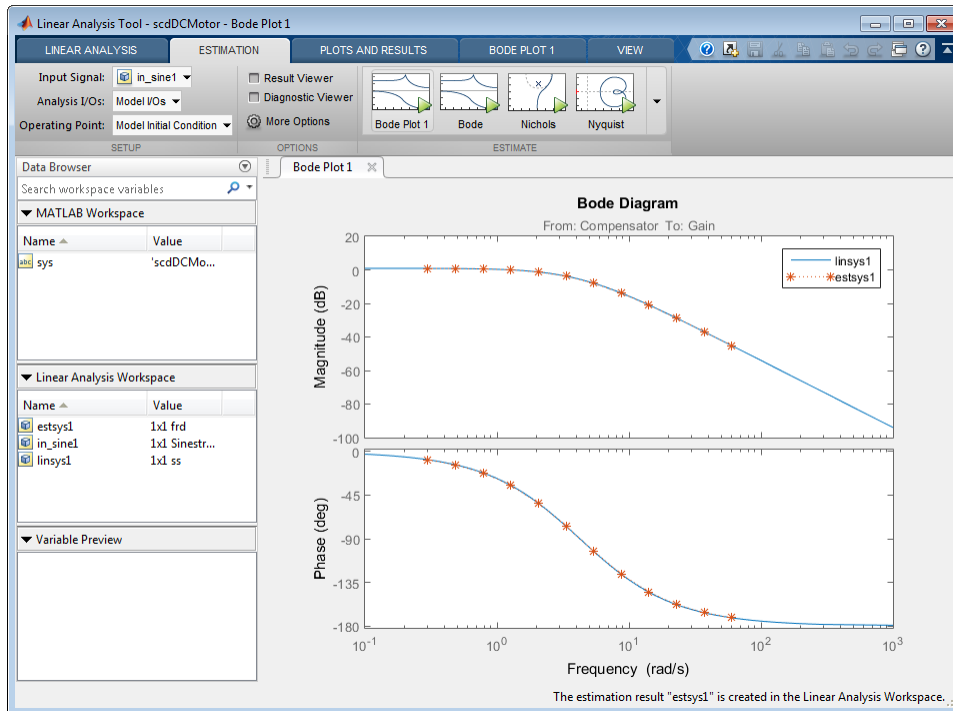 Linear Analysis Tool - scdDCMotor - Bode Plot 1
LINEAR ANALYSIS ESTIMATION PLOTS AND RESULTS BODE PLOT 1 VIEW
Input Signal: in_sine1
Analysis I/Os: Model I/Os
Operating Point: Model Initial Condition
SETUP
Result Viewer
Diagnostic Viewer
More Options
OPTIONS
Bode Plot 1 Bode Nichols Nyquist
ESTIMATE
Data Browser
Search workspace variables
MATLAB Workspace
Name Value
abc sys 'scdDCMo...
Linear Analysis Workspace
Name Value
estsys1 1x1 frd
in_sine1 1x1 Sinestr...
linsys1 1x1 ss
Variable Preview
Bode Plot 1
Bode Diagram
From: Compensator To: Gain
Magnitude (dB)
20
0
-20
-40
-60
-80
-100
linsys1
estsys1
Phase (deg)
0
-45
-90
-135
-180
10⁻¹ 10⁰ 10¹ 10² 10³
Frequency (rad/s)
The estimation result "estsys1" is created in the Linear Analysis Workspace.